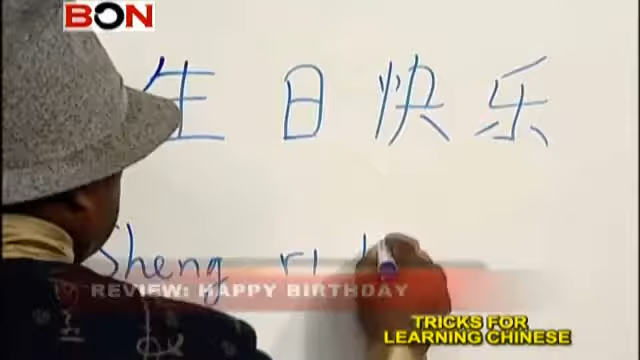 BON
生日快乐
Sheng ri
REVIEW: HAPPY BIRTHDAY
TRICKS FOR
LEARNING CHINESE